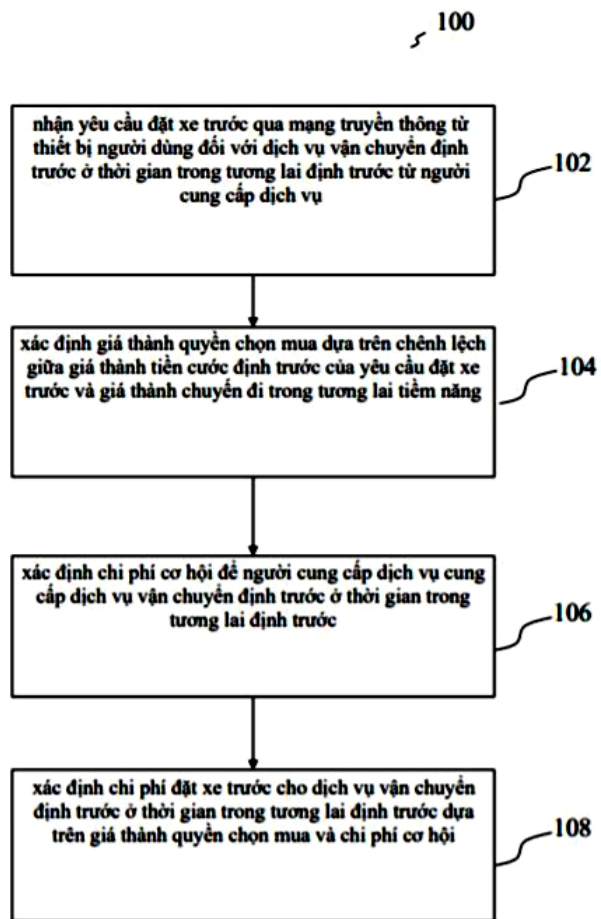 100
nhận yêu cầu đặt xe trước qua mạng truyền thông từ
thiết bị người dùng đối với dịch vụ vận chuyển định
trước ở thời gian trong tương lai định trước từ người
cung cấp dịch vụ
102
xác định giá thành quyền chọn mua dựa trên chênh lệch
giữa giá thành tiền cước định trước của yêu cầu đặt xe
trước và giá thành chuyến đi trong tương lai tiềm năng
104
xác định chi phí cơ hội để người cung cấp dịch vụ cung
cấp dịch vụ vận chuyển định trước ở thời gian trong
tương lai định trước
106
xác định chi phí đặt xe trước cho dịch vụ vận chuyển
định trước ở thời gian trong tương lai định trước dựa
trên giá thành quyền chọn mua và chi phí cơ hội
108